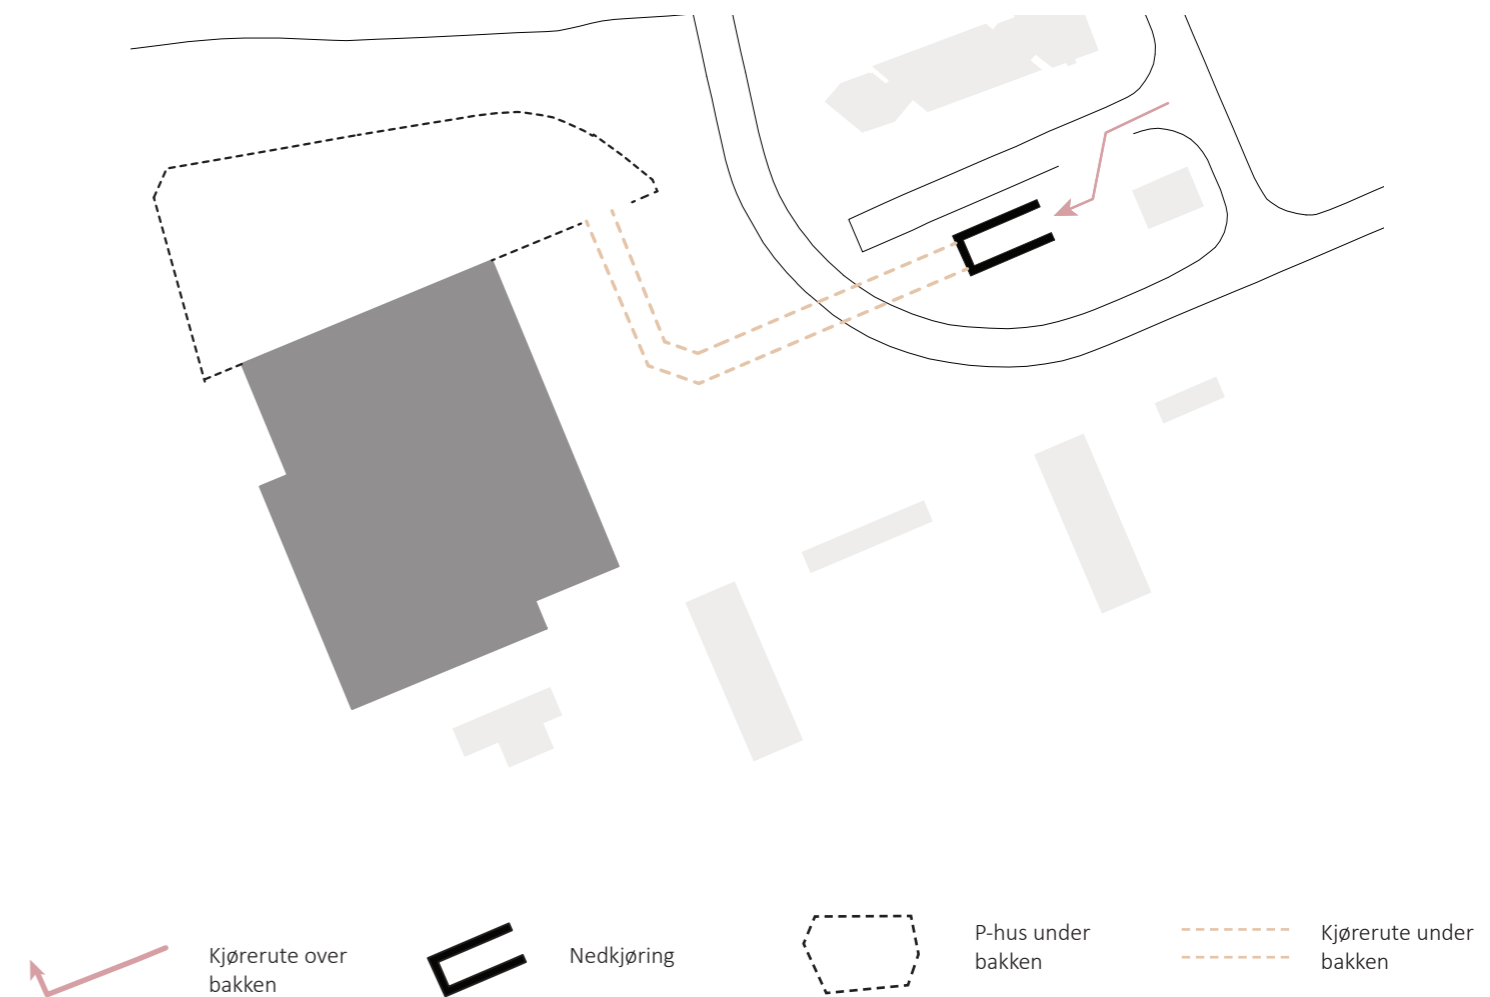 Kjørerute over
bakken
Nedkjøring
P-hus under
bakken
Kjørerute under
bakken